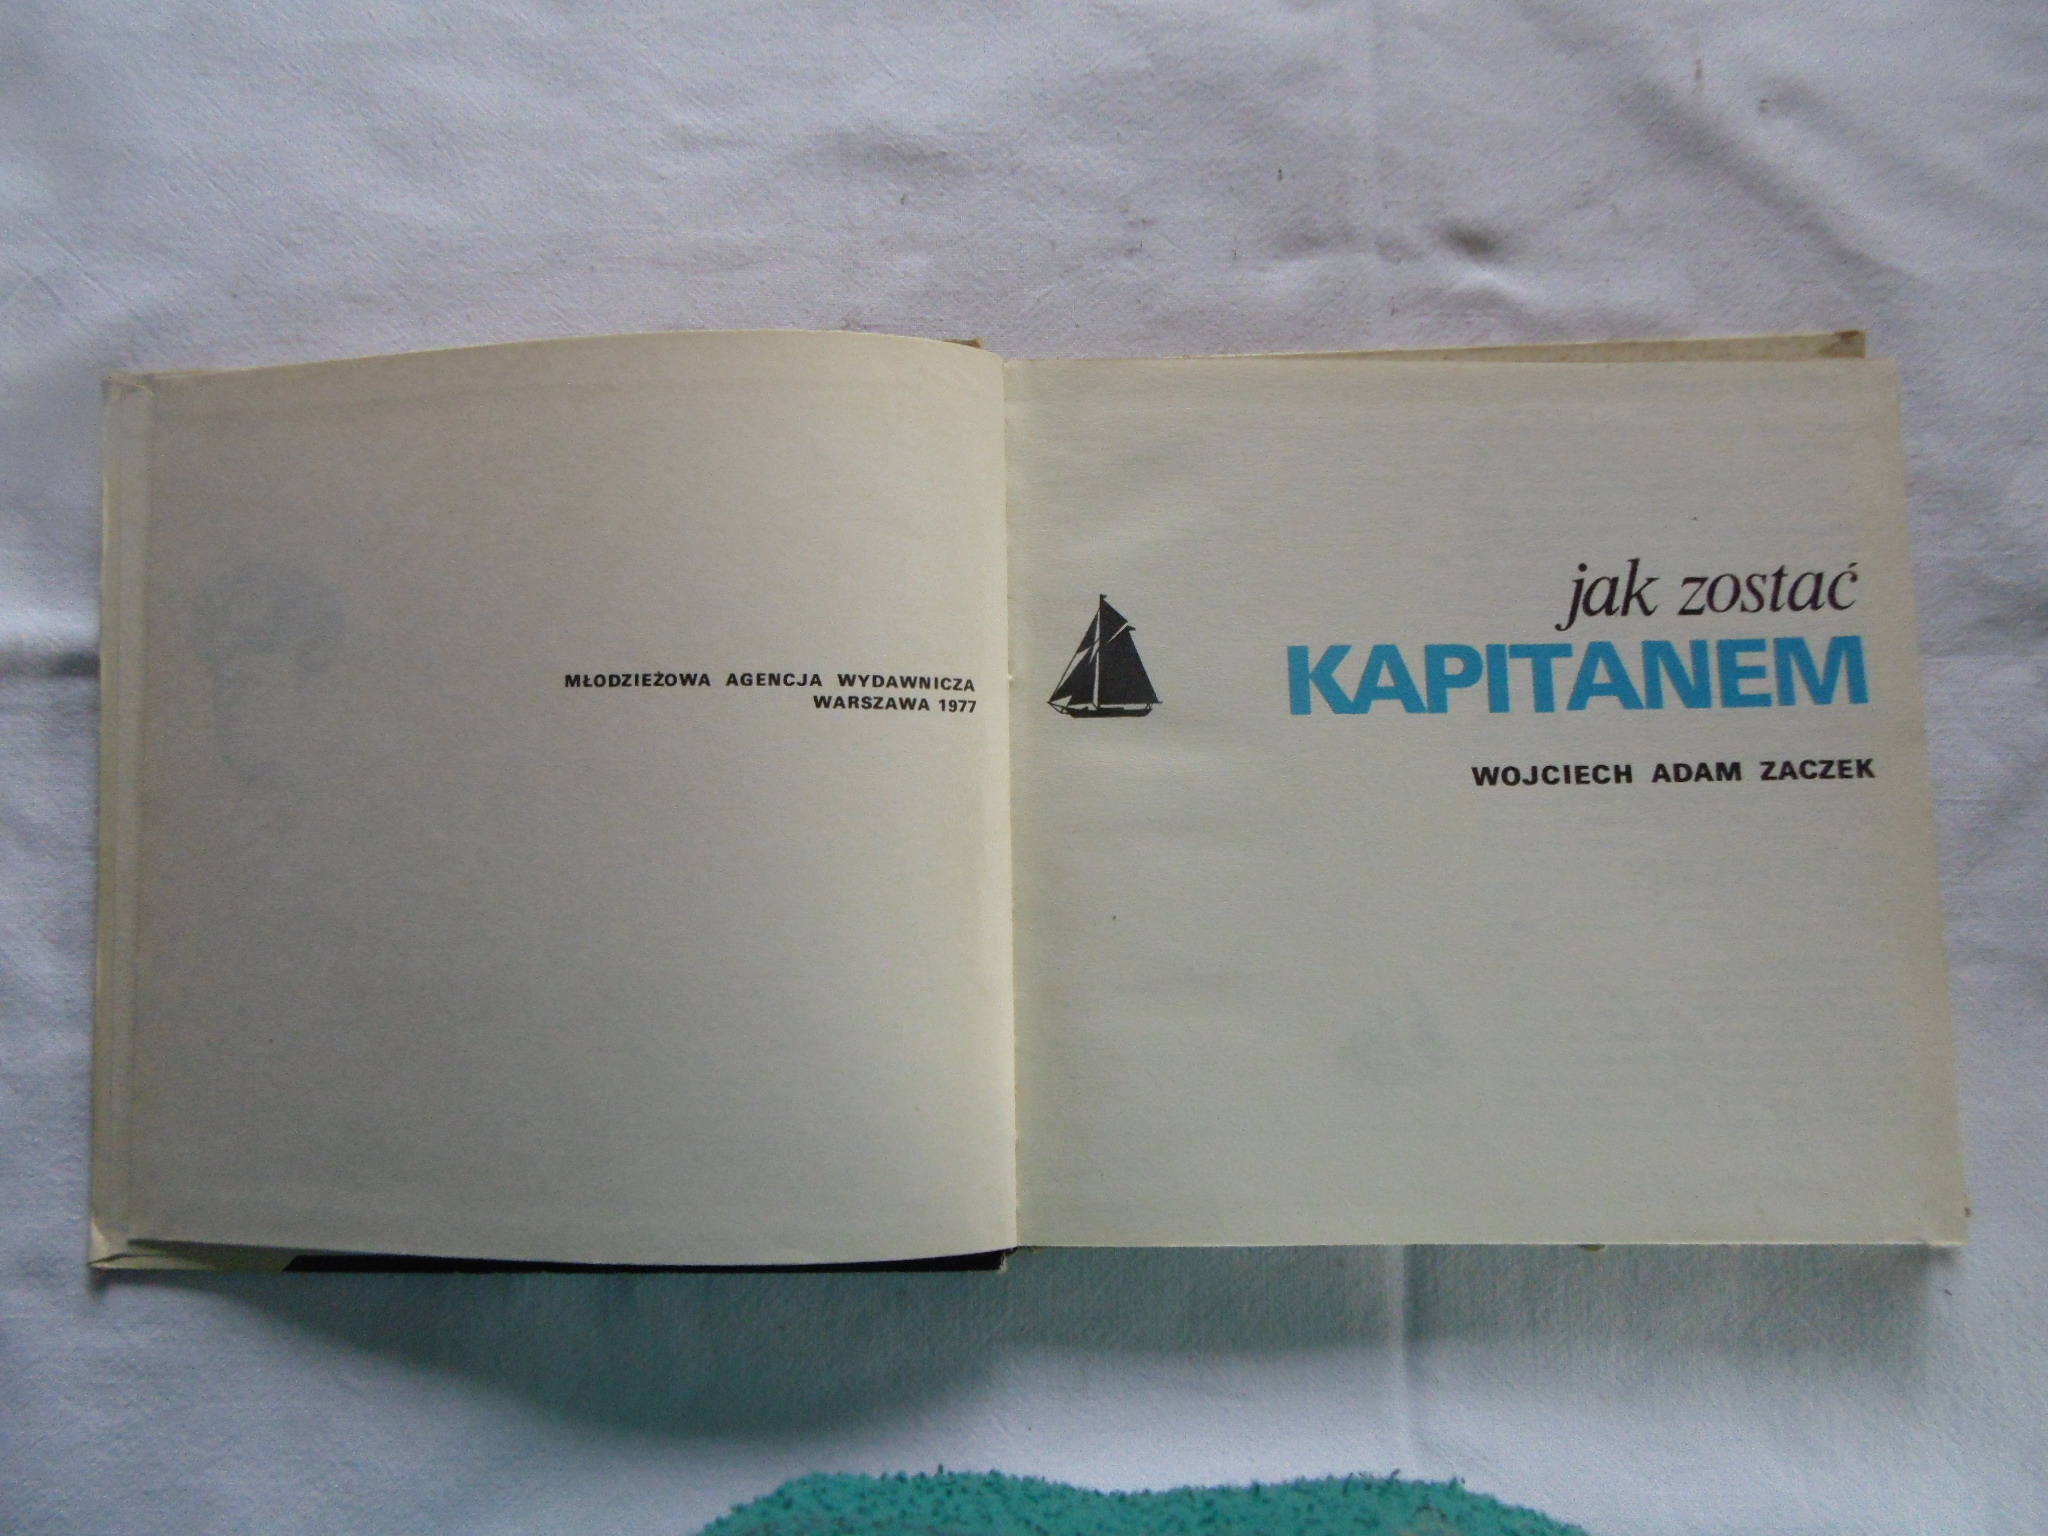 MŁODZIEŻOWA AGENCJA WYDAWNICZA
WARSZAWA 1977
jak zostać
KAPITANEM
WOJCIECH ADAM ZACZEK